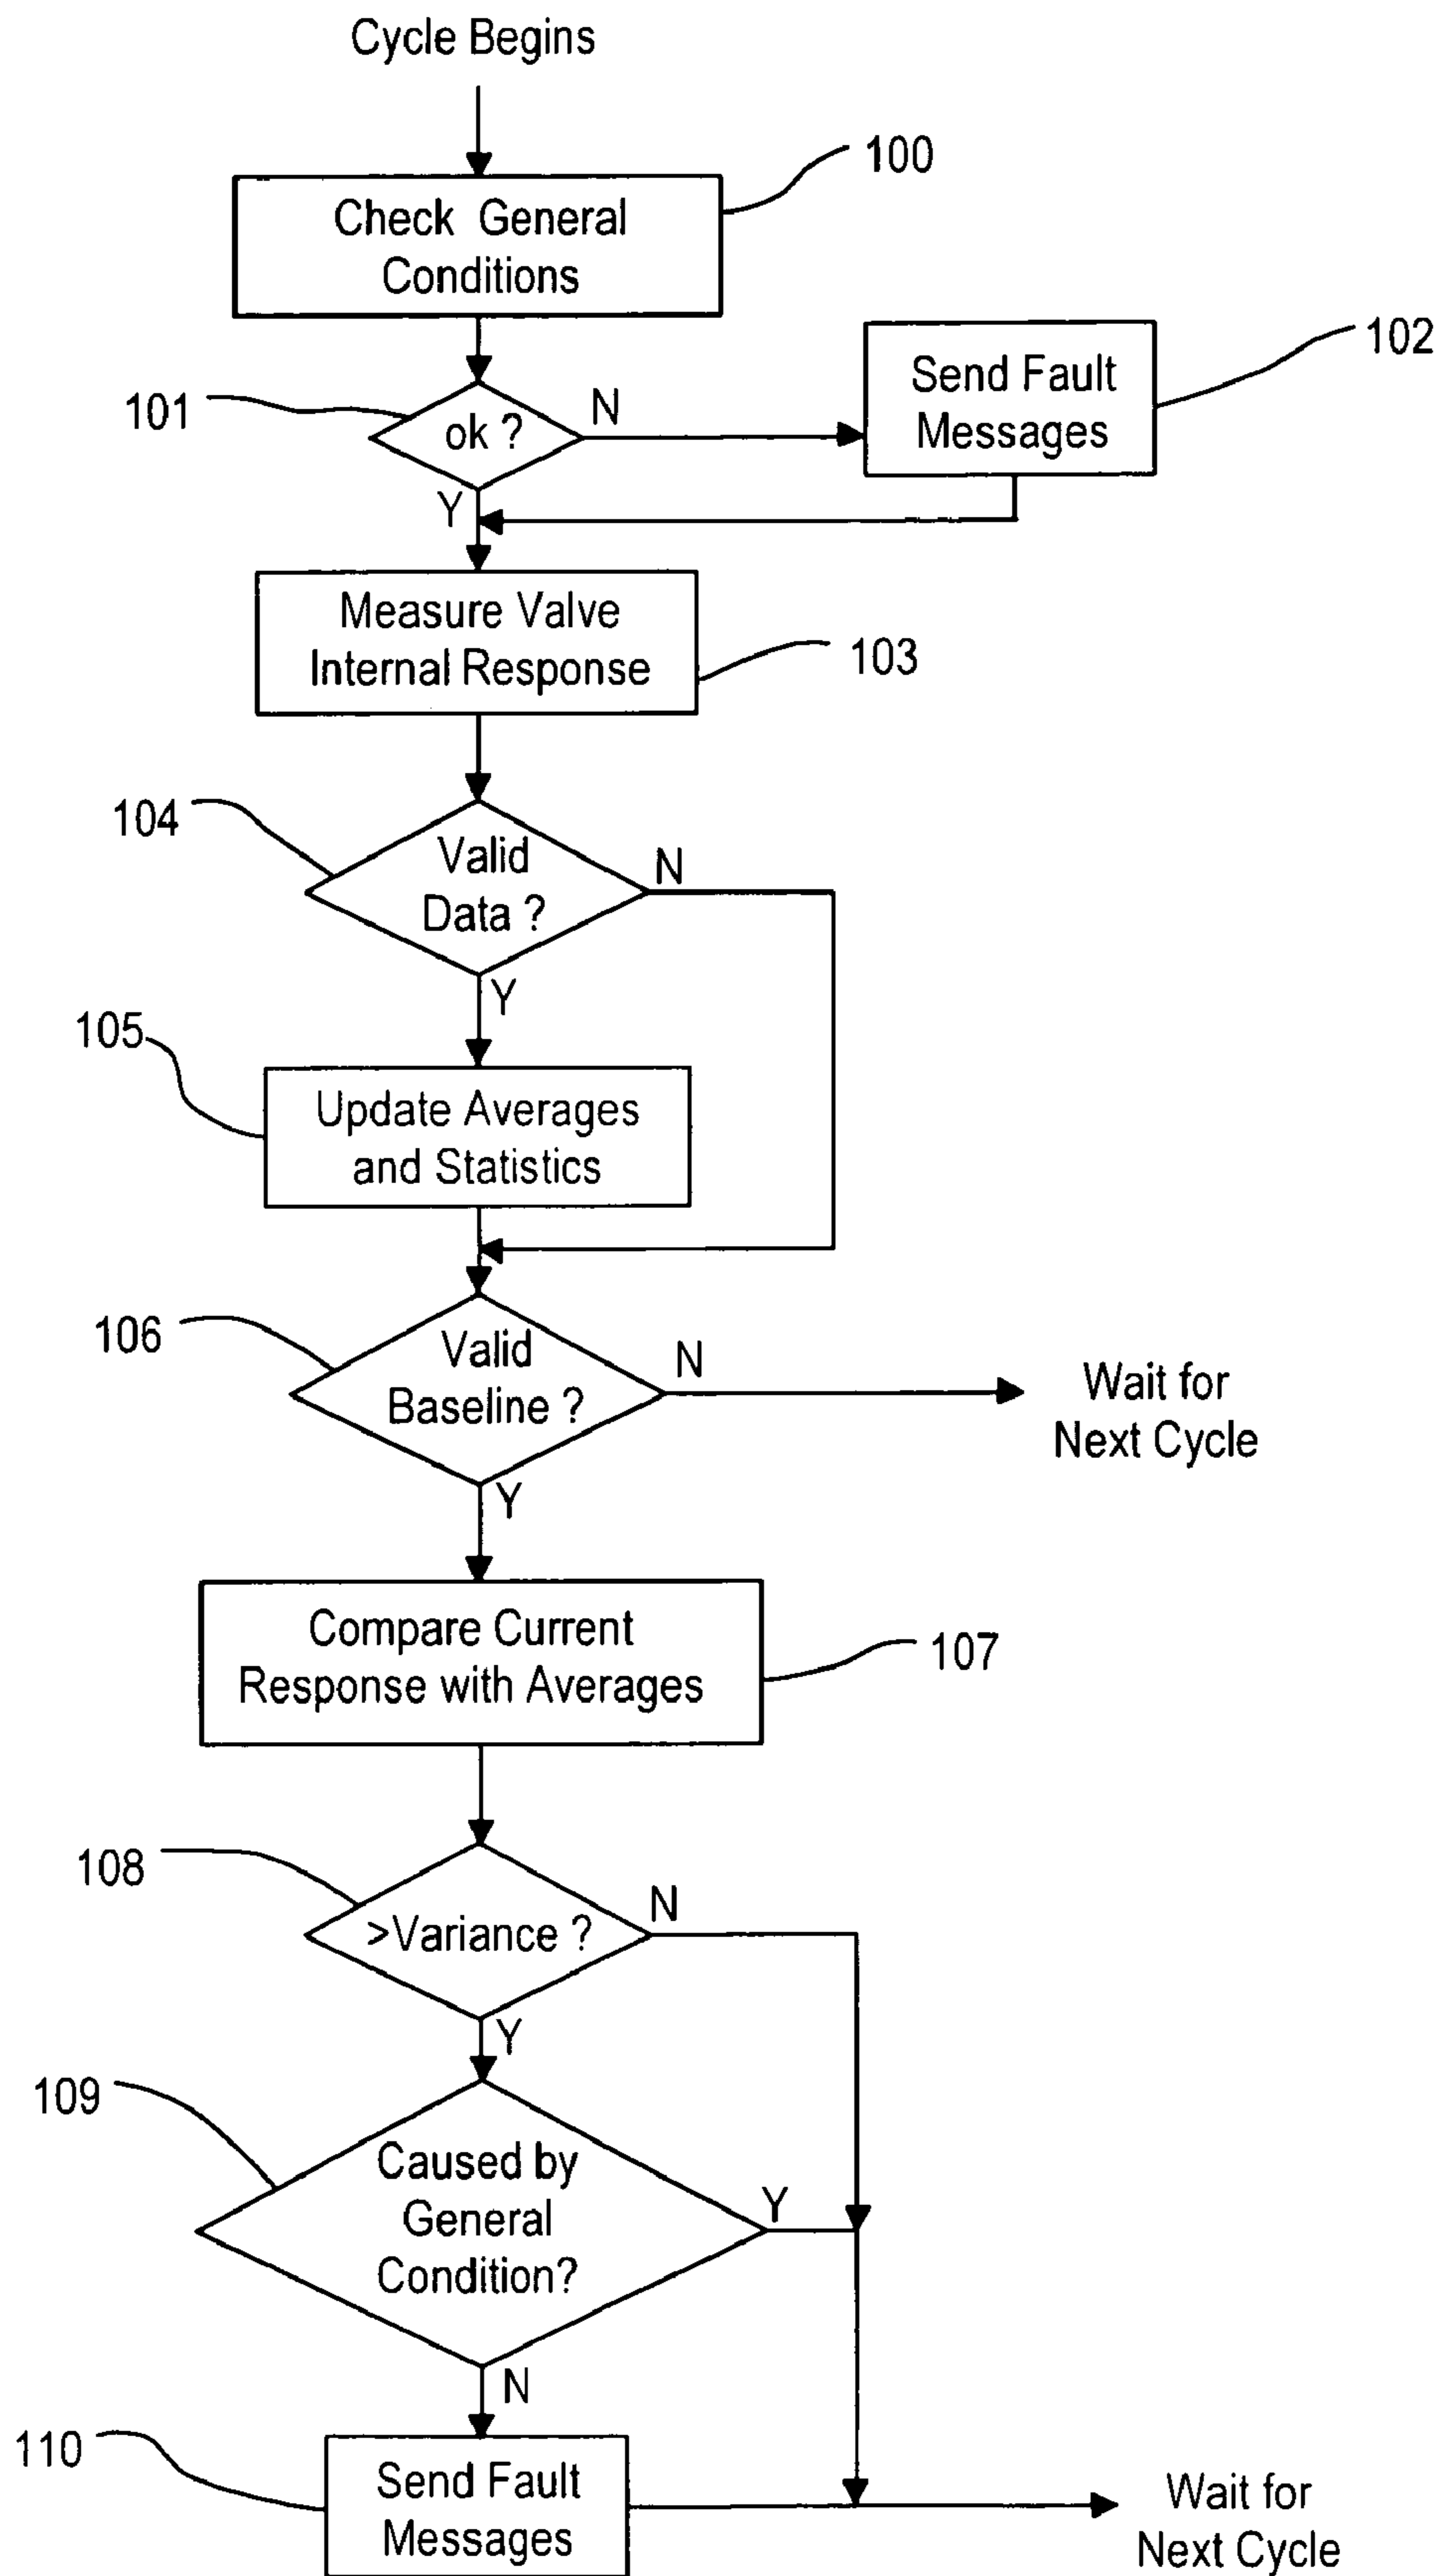 Cycle Begins
100
Check General
Conditions
102
Send Fault
Messages
101
ok ?
N
Y
Measure Valve
Internal Response
103
104
Valid
Data ?
N
Y
105
Update Averages
and Statistics
106
Valid
Baseline ?
N
Wait for
Next Cycle
Y
Compare Current
Response with Averages
107
108
>Variance ?
N
Y
109
Caused by
General
Condition?
Y
N
110
Send Fault
Messages
Wait for
Next Cycle